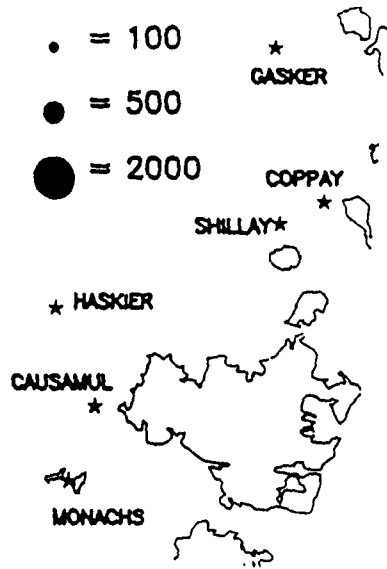 = 100
GASKER
= 500
= 2000
COPPAY
SHILLAY
HASKIER
CAUSAMUL
MONACHS